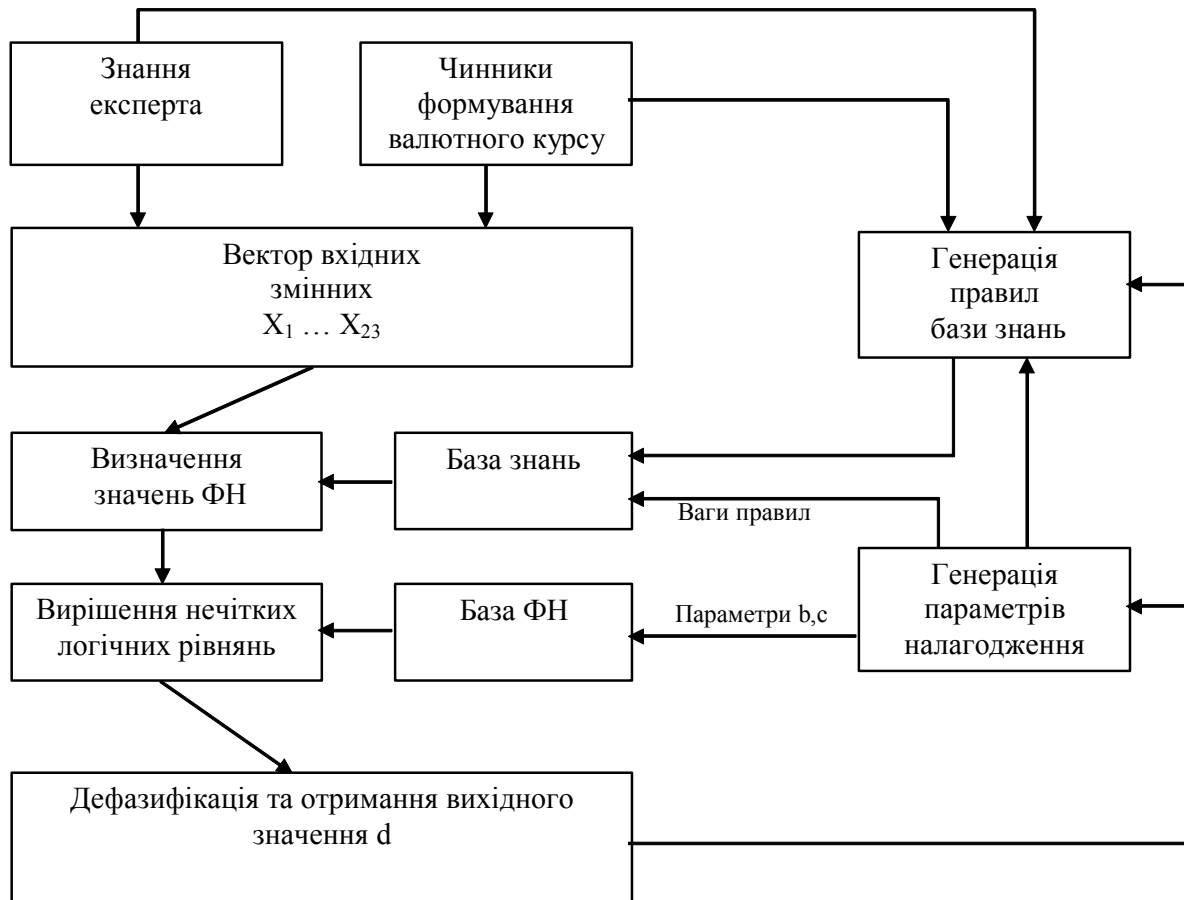 Знання
експерта
Чинники
формування
валютного курсу
Вектор вхідних
змінних
X₁ … X₂₃
Генерація
правил
бази знань
Визначення
значень ФН
База знань
Ваги правил
Вирішення нечітких
логічних рівнянь
База ФН
Параметри b,c
Генерація
параметрів
налагодження
Дефазифікація та отримання вихідного
значення d